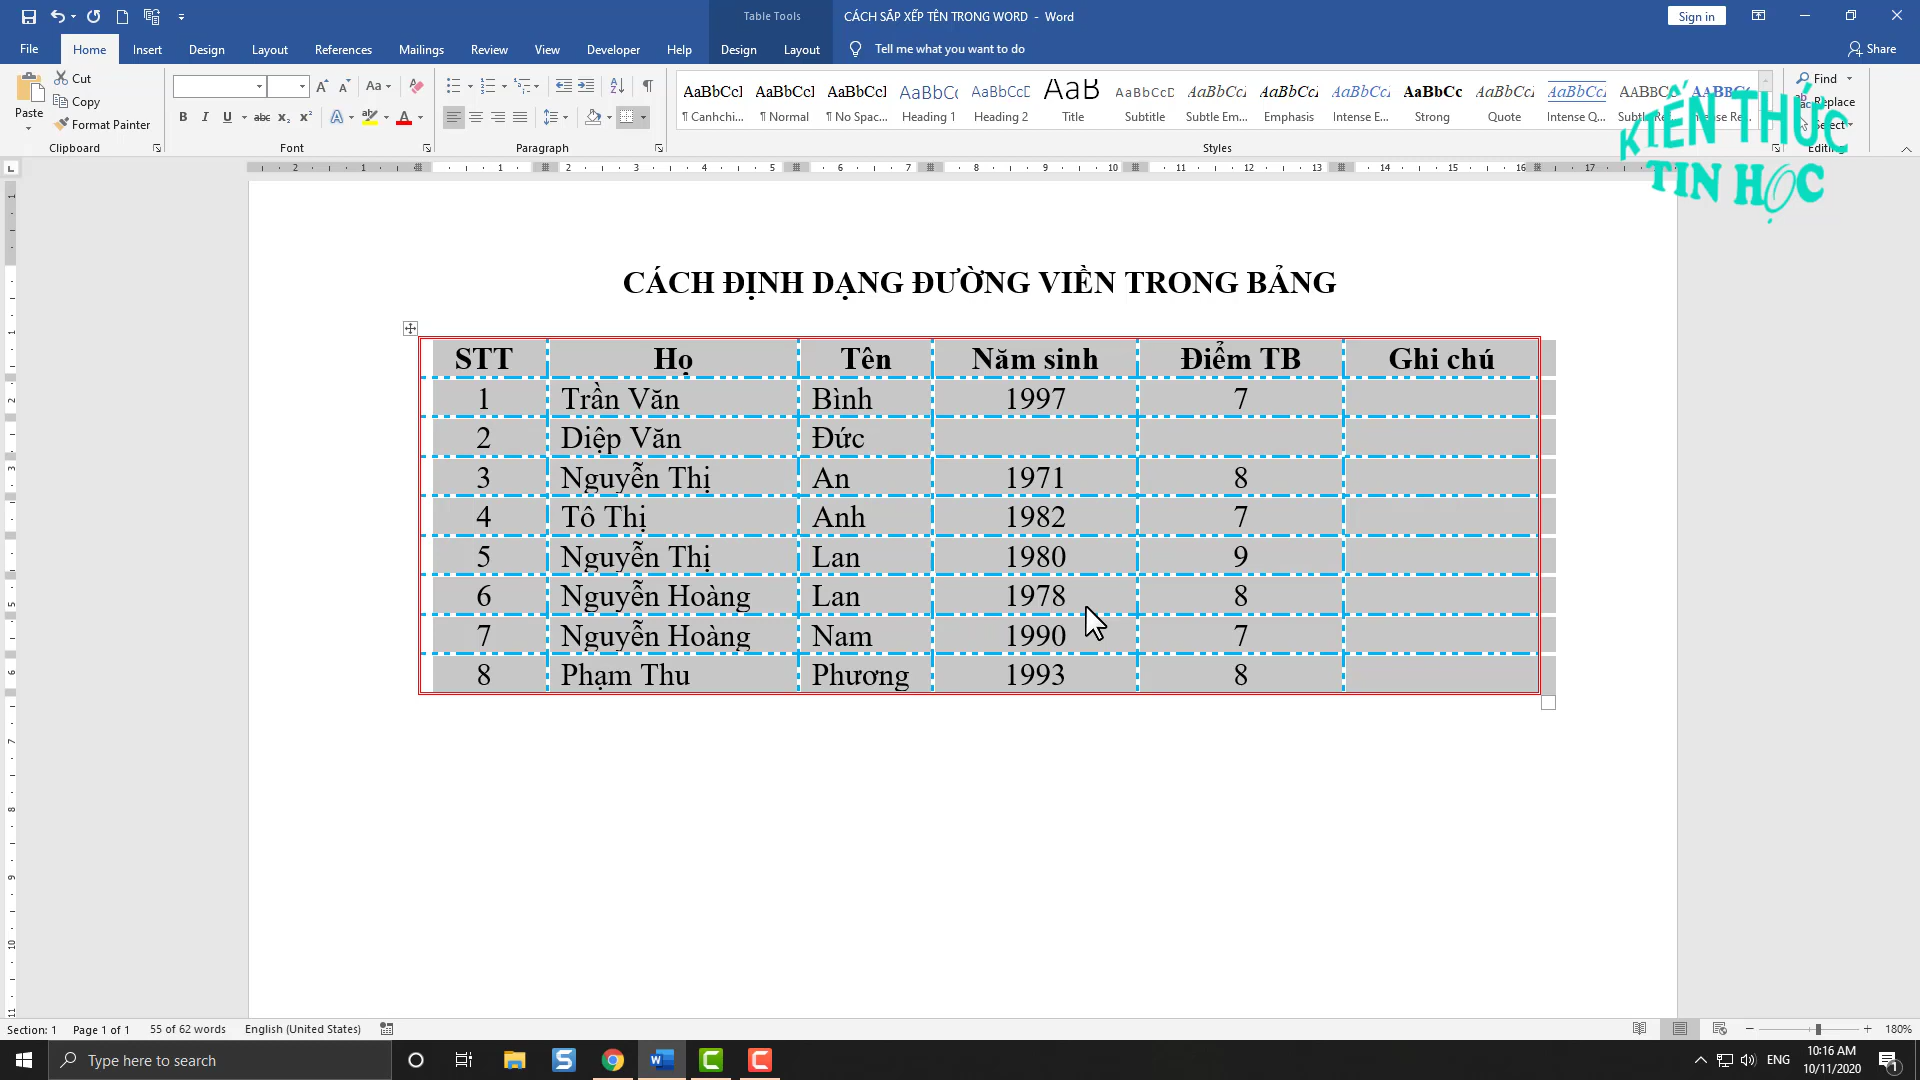 Table Tools
CÁCH SẮP XẾP TÊN TRONG WORD - Word
Sign in
File Home Insert Design Layout References Mailings Review View Developer Help Design Layout Tell me what you want to do Share
Paste
Cut
Copy
Format Painter
Clipboard
Font
Paragraph
AaBbCcI ¶ Canhchi...
AaBbCcI ¶ Normal
AaBbCcI ¶ No Spac...
AaBbCc Heading 1
AaBbCcD Heading 2
AaB Title
AaBbCcD Subtitle
AaBbCcI Subtle Em...
AaBbCcI Emphasis
AaBbCcI Intense E...
AaBbCc Strong
AaBbCcI Quote
AaBbCcI Intense Q...
Styles
Find
Replace
Select
Editing
KIẾN THỨC
TIN HỌC
CÁCH ĐỊNH DẠNG ĐƯỜNG VIỀN TRONG BẢNG
STT Họ Tên Năm sinh Điểm TB Ghi chú
1 Trần Văn Bình 1997 7
2 Diệp Văn Đức
3 Nguyễn Thị An 1971 8
4 Tô Thị Anh 1982 7
5 Nguyễn Thị Lan 1980 9
6 Nguyễn Hoàng Lan 1978 8
7 Nguyễn Hoàng Nam 1990 7
8 Phạm Thu Phương 1993 8
Section: 1 Page 1 of 1 55 of 62 words English (United States) 180%
Type here to search
ENG
10:16 AM
10/11/2020